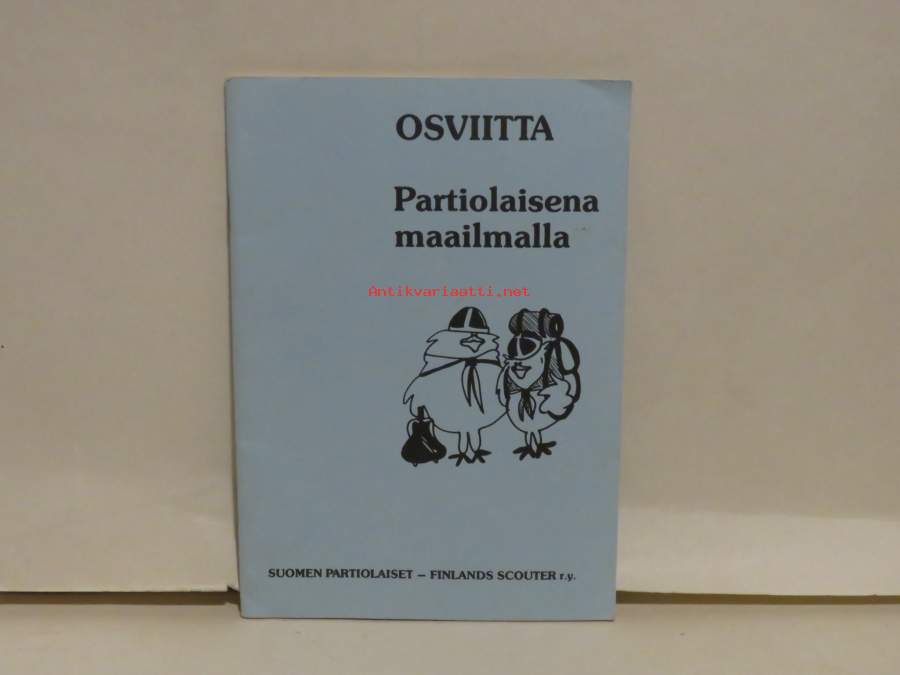 OSVIITTA
Partiolaisena
maailmalla
Antikvariaatti.net
SUOMEN PARTIOLAISET – FINLANDS SCOUTER r.y.